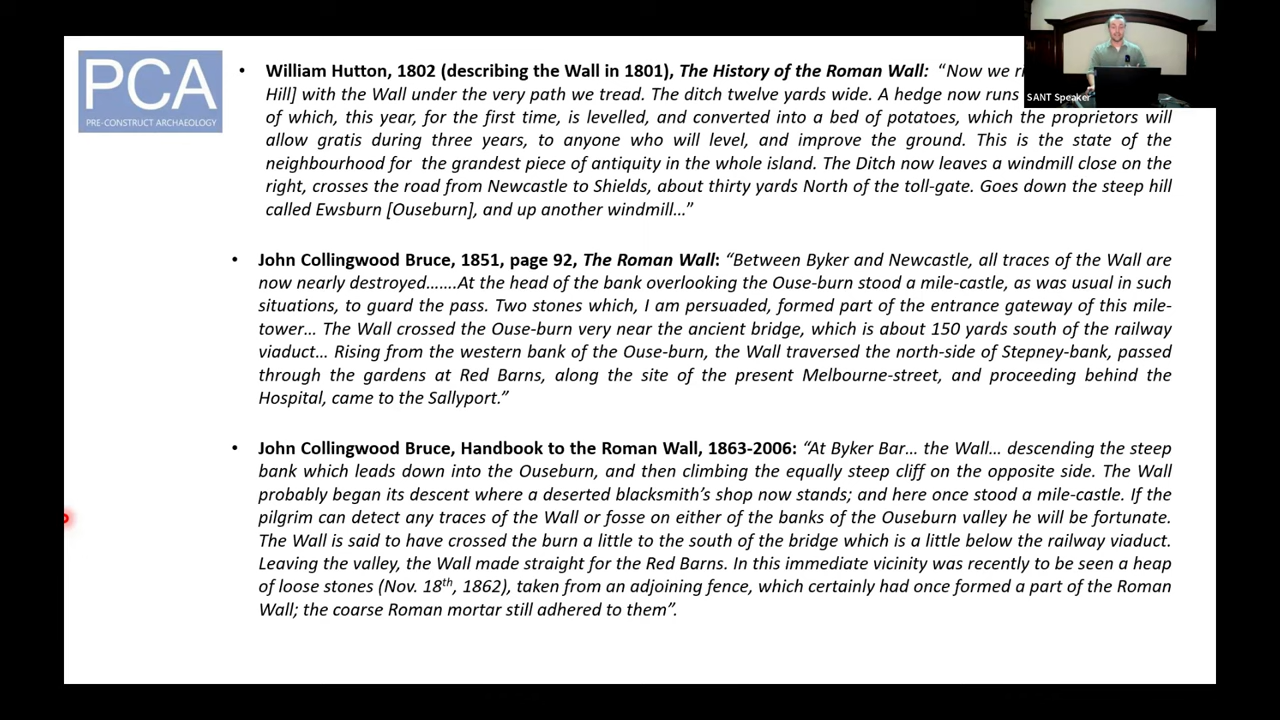 PCA
PRE-CONSTRUCT ARCHAEOLOGY
SANT Speaker
• William Hutton, 1802 (describing the Wall in 1801), The History of the Roman Wall: “Now we
Hill] with the Wall under the very path we tread. The ditch twelve yards wide. A hedge now runs
of which, this year, for the first time, is levelled, and converted into a bed of potatoes, which the proprietors will
allow gratis during three years, to anyone who will level, and improve the ground. This is the state of the
neighbourhood for the grandest piece of antiquity in the whole island. The Ditch now leaves a windmill close on the
right, crosses the road from Newcastle to Shields, about thirty yards North of the toll-gate. Goes down the steep hill
called Ewsburn [Ouseburn], and up another windmill…”
• John Collingwood Bruce, 1851, page 92, The Roman Wall: “Between Byker and Newcastle, all traces of the Wall are
now nearly destroyed…….At the head of the bank overlooking the Ouse-burn stood a mile-castle, as was usual in such
situations, to guard the pass. Two stones which, I am persuaded, formed part of the entrance gateway of this mile-
tower… The Wall crossed the Ouse-burn very near the ancient bridge, which is about 150 yards south of the railway
viaduct… Rising from the western bank of the Ouse-burn, the Wall traversed the north-side of Stepney-bank, passed
through the gardens at Red Barns, along the site of the present Melbourne-street, and proceeding behind the
Hospital, came to the Sallyport.”
• John Collingwood Bruce, Handbook to the Roman Wall, 1863-2006: “At Byker Bar… the Wall… descending the steep
bank which leads down into the Ouseburn, and then climbing the equally steep cliff on the opposite side. The Wall
probably began its descent where a deserted blacksmith’s shop now stands; and here once stood a mile-castle. If the
pilgrim can detect any traces of the Wall or fosse on either of the banks of the Ouseburn valley he will be fortunate.
The Wall is said to have crossed the burn a little to the south of the bridge which is a little below the railway viaduct.
Leaving the valley, the Wall made straight for the Red Barns. In this immediate vicinity was recently to be seen a heap
of loose stones (Nov. 18th, 1862), taken from an adjoining fence, which certainly had once formed a part of the Roman
Wall; the coarse Roman mortar still adhered to them”.